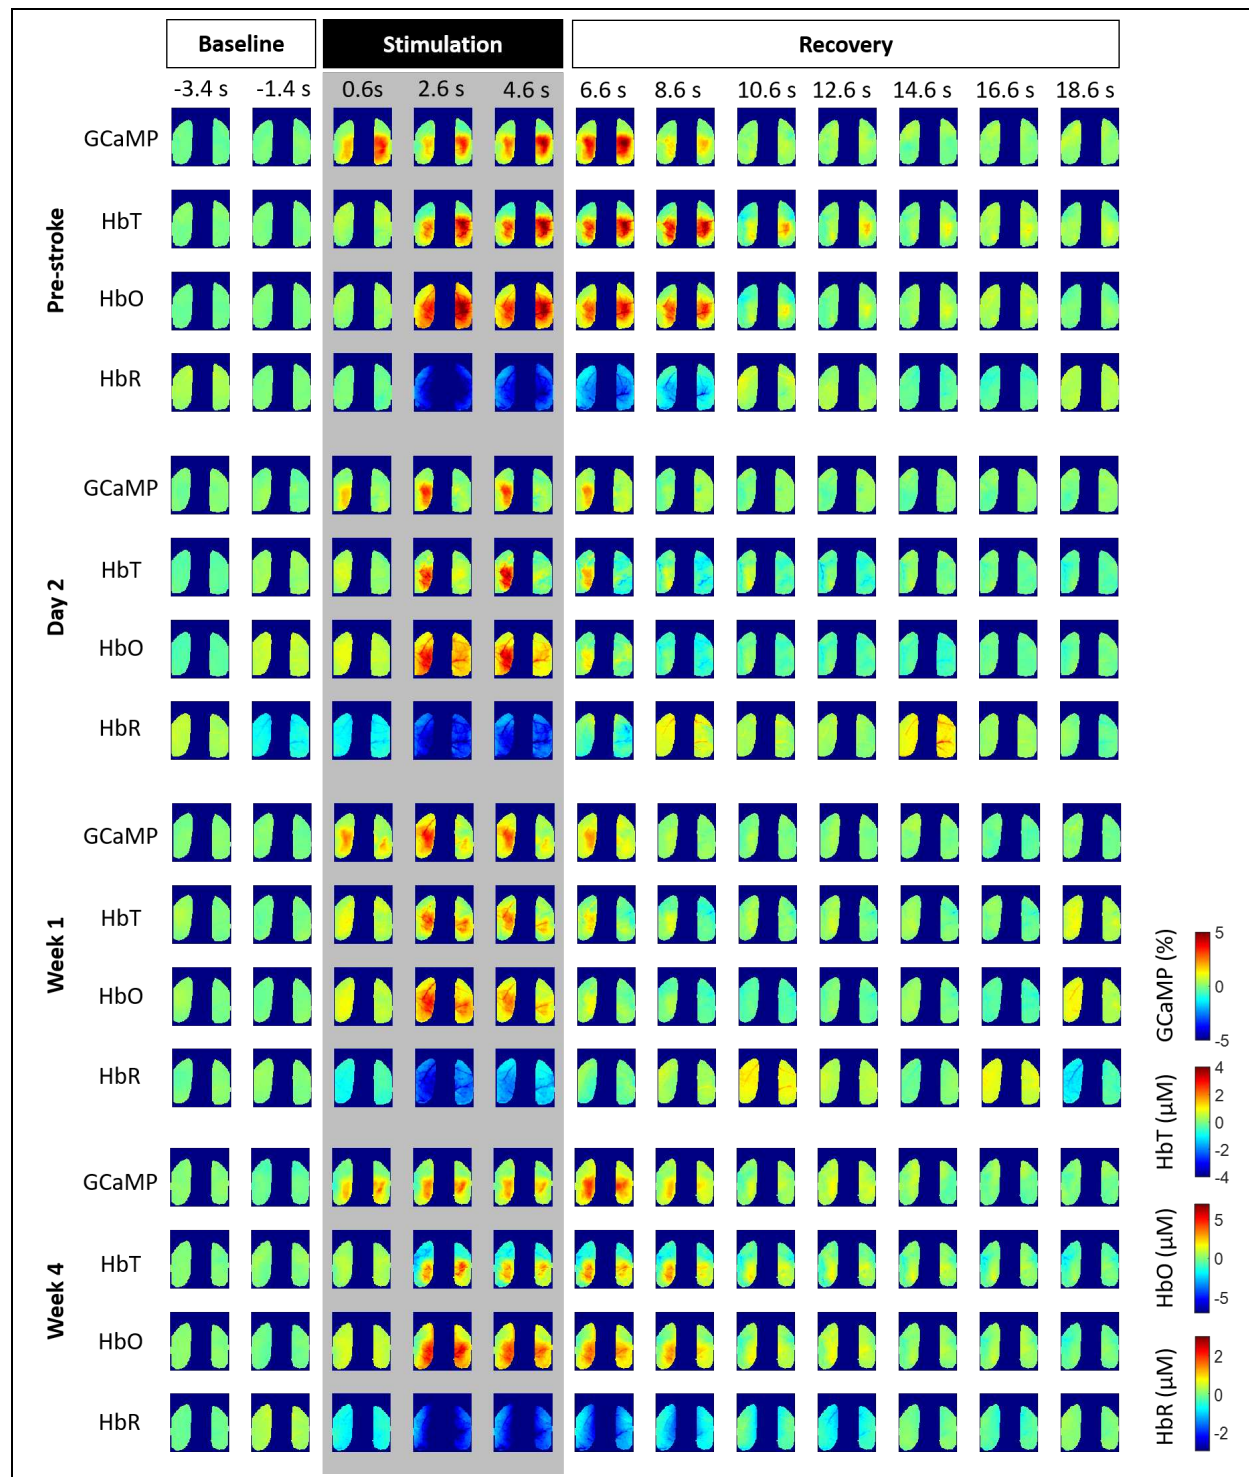 Baseline Stimulation Recovery
-3.4 s -1.4 s 0.6s 2.6 s 4.6 s 6.6 s 8.6 s 10.6 s 12.6 s 14.6 s 16.6 s 18.6 s
Pre-stroke
GCaMP
HbT
HbO
HbR
Day 2
GCaMP
HbT
HbO
HbR
Week 1
GCaMP
HbT
HbO
HbR
Week 4
GCaMP
HbT
HbO
HbR
GCaMP (%)
5
0
-5
HbT (μM)
4
2
0
-2
-4
HbO (μM)
5
0
-5
HbR (μM)
2
0
-2